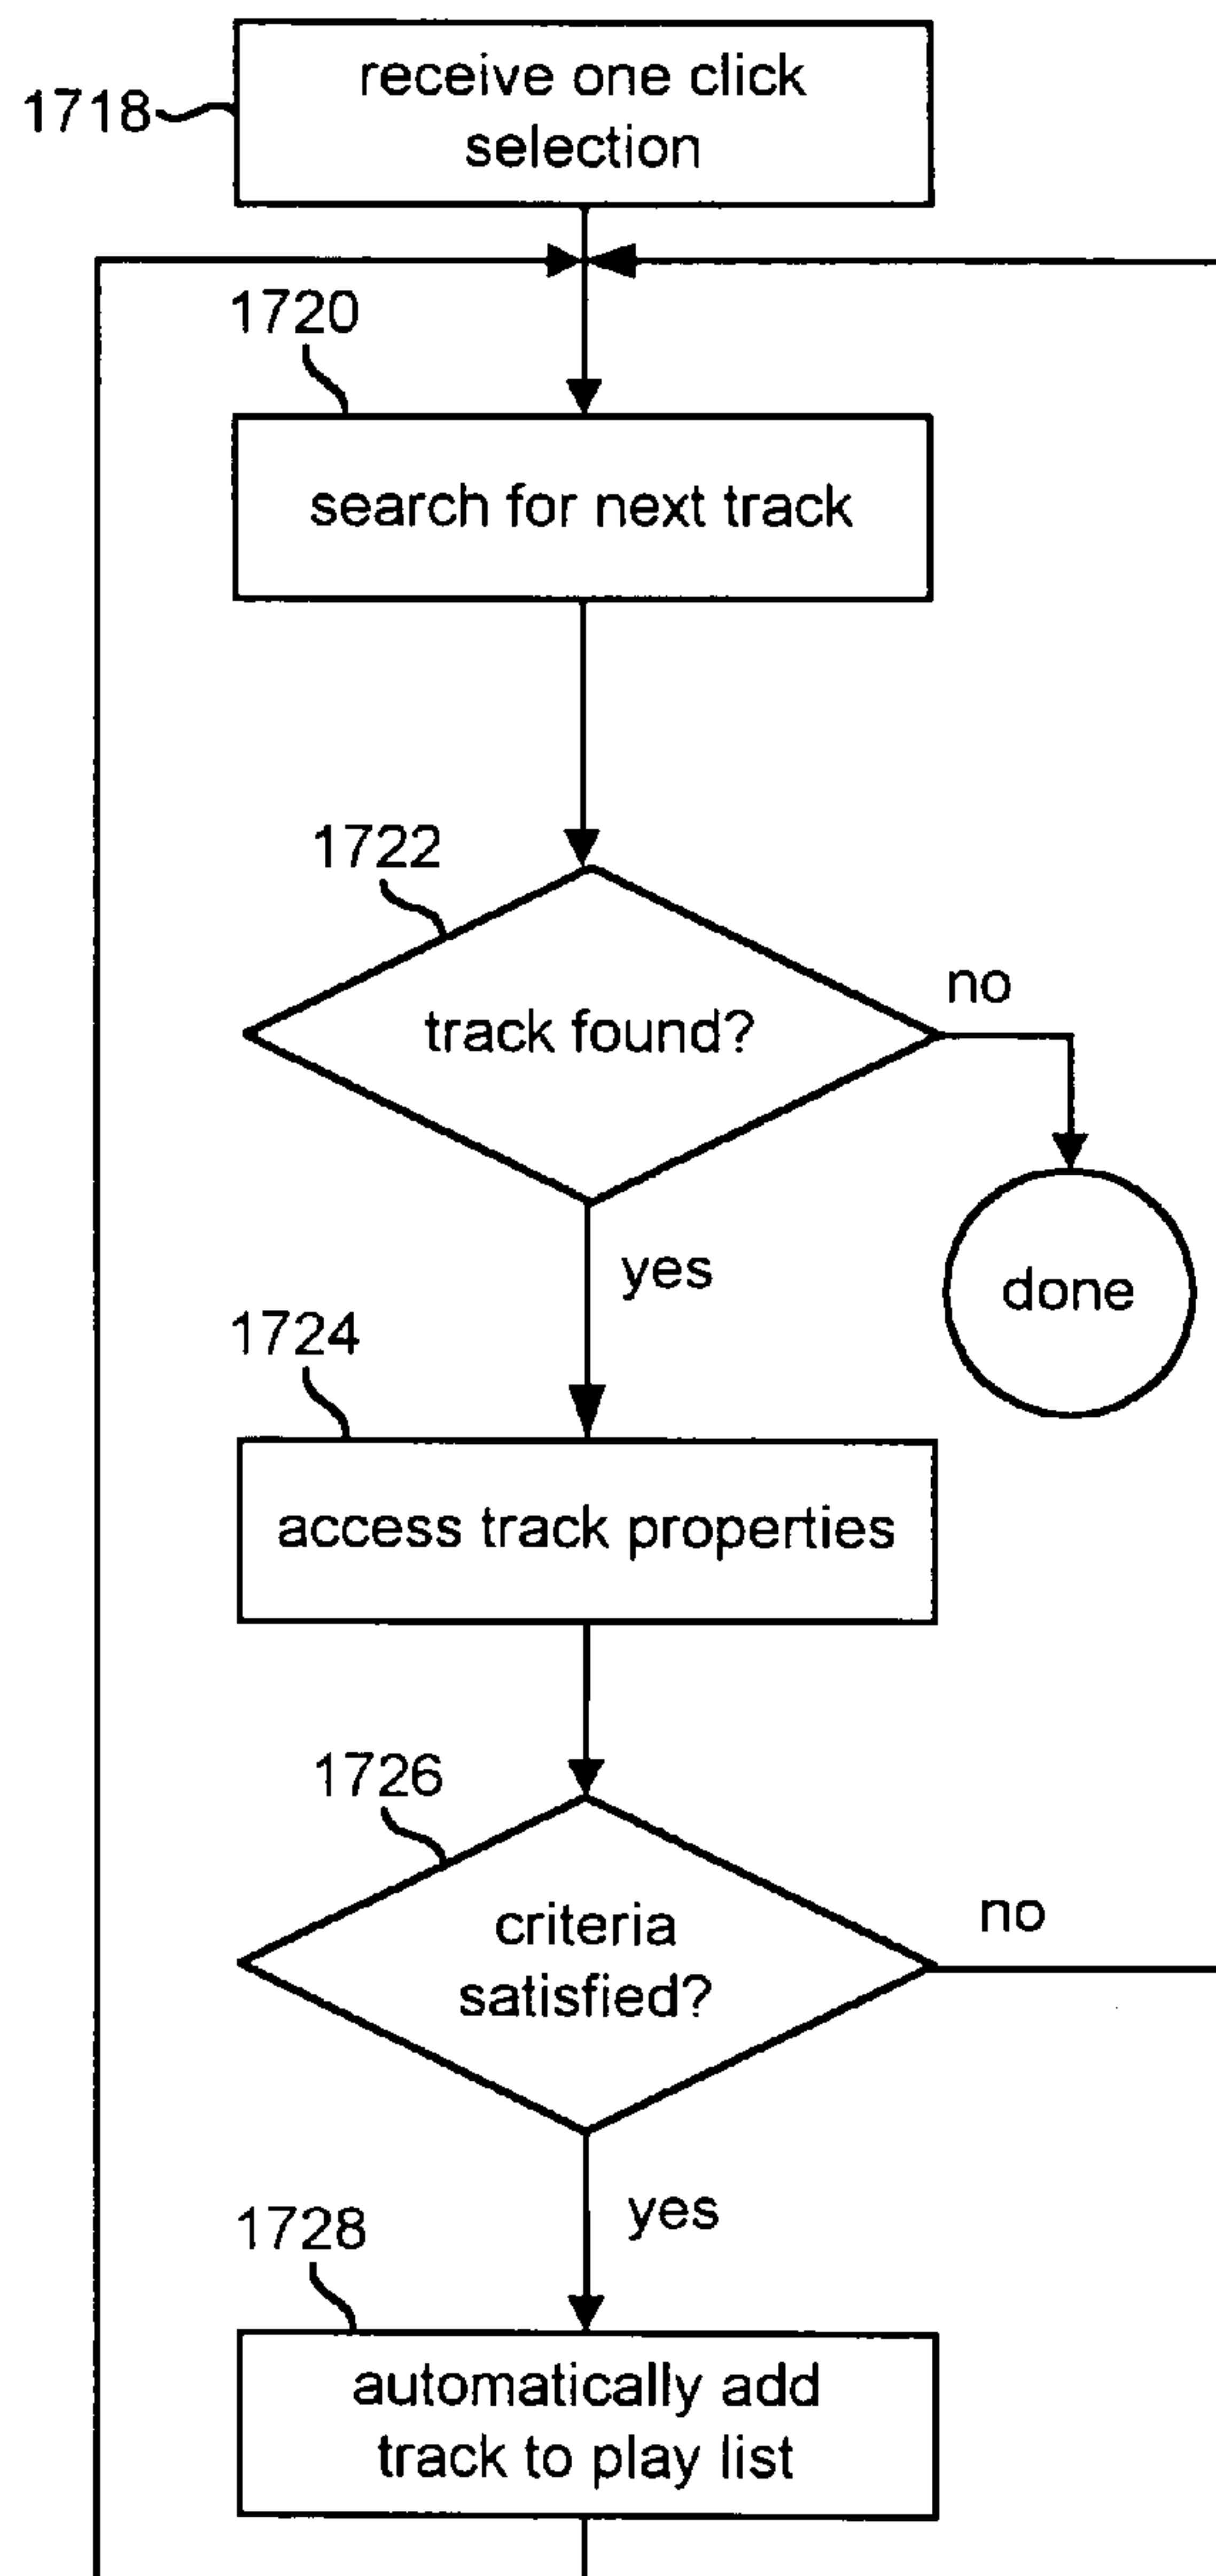 receive one click
selection
1718
1720
search for next track
1722
track found?
no
done
yes
1724
access track properties
1726
criteria
satisfied?
no
yes
1728
automatically add
track to play list